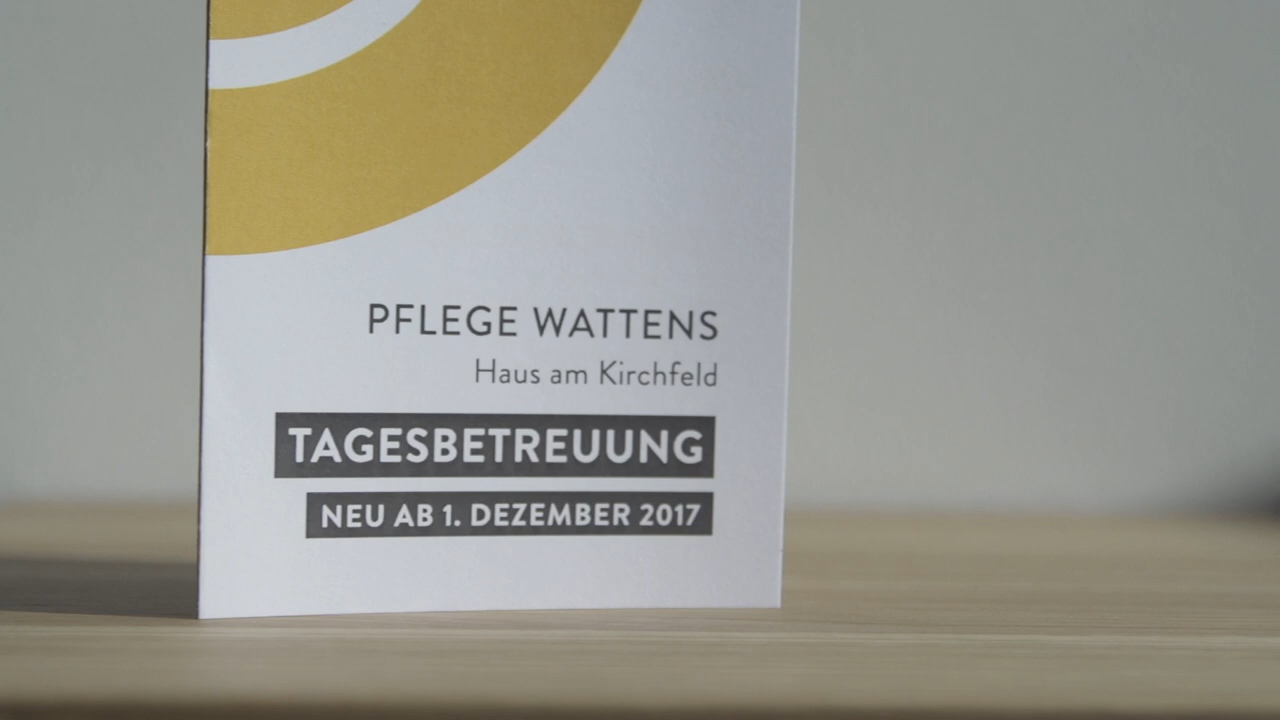 PFLEGE WATTENS
Haus am Kirchfeld
TAGESBETREUUNG
NEU AB 1. DEZEMBER 2017